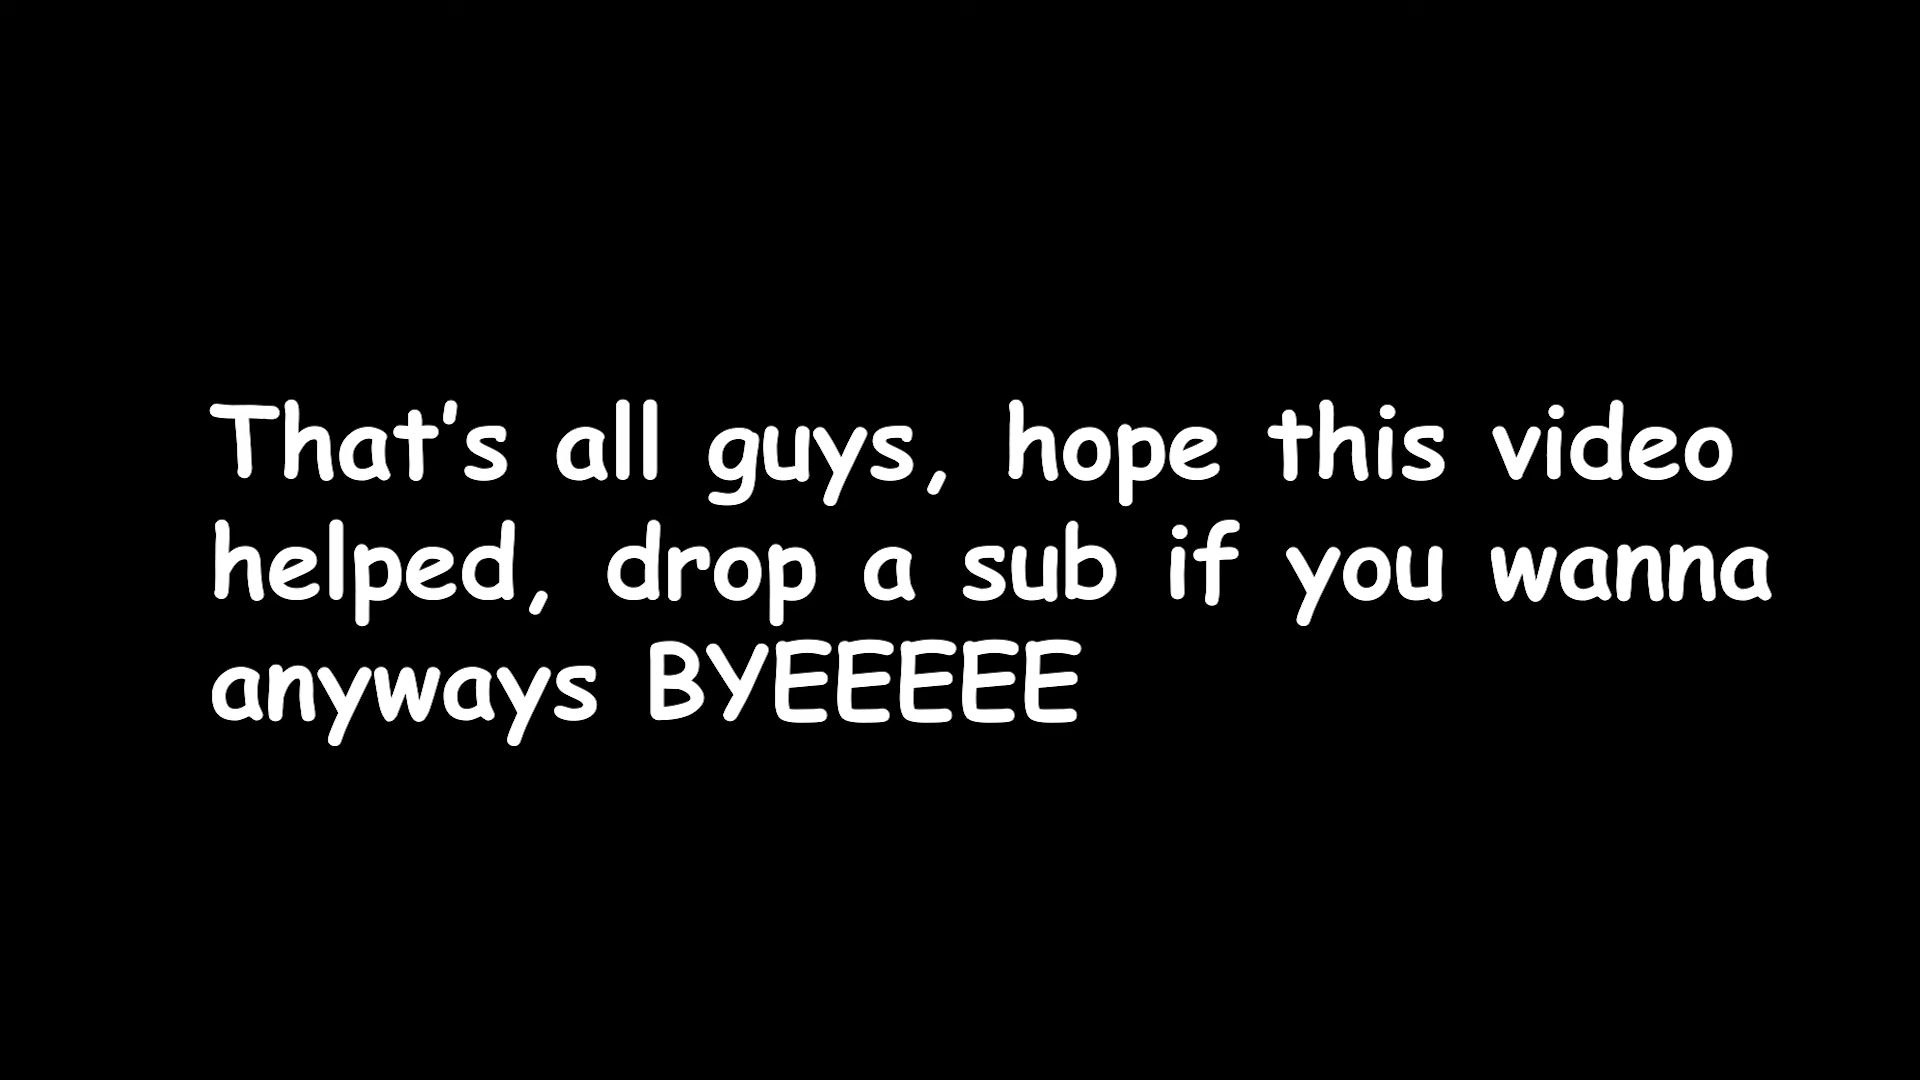 That's all guys, hope this video
helped, drop a sub if you wanna
anyways BYEEEEE